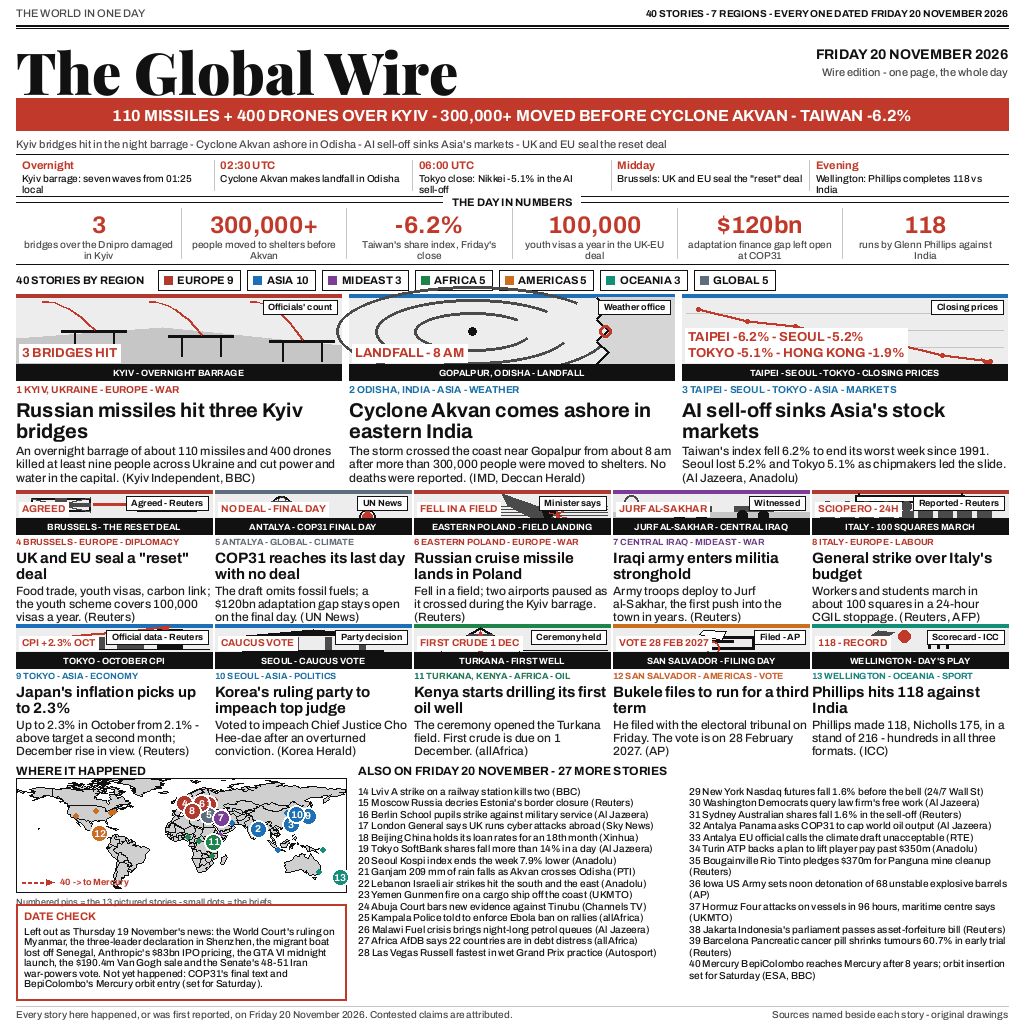 THE WORLD IN ONE DAY
40 STORIES - 7 REGIONS - EVERY ONE DATED FRIDAY 20 NOVEMBER 2026
The Global Wire
FRIDAY 20 NOVEMBER 2026
Wire edition - one page, the whole day
110 MISSILES + 400 DRONES OVER KYIV - 300,000+ MOVED BEFORE CYCLONE AKVAN - TAIWAN -6.2%
Kyiv bridges hit in the night barrage - Cyclone Akvan ashore in Odisha - AI sell-off sinks Asia's markets - UK and EU seal the reset deal
Overnight
Kyiv barrage: seven waves from 01:25
local
02:30 UTC
Cyclone Akvan makes landfall in Odisha
06:00 UTC
Tokyo close: Nikkei -5.1% in the AI
sell-off
Midday
Brussels: UK and EU seal the "reset" deal
Evening
Wellington: Phillips completes 118 vs
India
THE DAY IN NUMBERS
3
bridges over the Dnipro damaged
in Kyiv
300,000+
people moved to shelters before
Akvan
-6.2%
Taiwan's share index, Friday's
close
100,000
youth visas a year in the UK-EU
deal
$120bn
adaptation finance gap left open
at COP31
118
runs by Glenn Phillips against
India
40 STORIES BY REGION
EUROPE 9
ASIA 10
MIDEAST 3
AFRICA 5
AMERICAS 5
OCEANIA 3
GLOBAL 5
Officials' count
3 BRIDGES HIT
KYIV - OVERNIGHT BARRAGE
1 KYIV, UKRAINE - EUROPE - WAR
Russian missiles hit three Kyiv
bridges
An overnight barrage of about 110 missiles and 400 drones
killed at least nine people across Ukraine and cut power and
water in the capital. (Kyiv Independent, BBC)
Weather office
LANDFALL - 8 AM
GOPALPUR, ODISHA - LANDFALL
2 ODISHA, INDIA - ASIA - WEATHER
Cyclone Akvan comes ashore in
eastern India
The storm crossed the coast near Gopalpur from about 8 am
after more than 300,000 people were moved to shelters. No
deaths were reported. (IMD, Deccan Herald)
Closing prices
TAIPEI -6.2% - SEOUL -5.2%
TOKYO -5.1% - HONG KONG -1.9%
TAIPEI - SEOUL - TOKYO - CLOSING PRICES
3 TAIPEI - SEOUL - TOKYO - ASIA - MARKETS
AI sell-off sinks Asia's stock
markets
Taiwan's index fell 6.2% to end its worst week since 1991.
Seoul lost 5.2% and Tokyo 5.1% as chipmakers led the slide.
(Al Jazeera, Anadolu)
AGREED
Agreed - Reuters
BRUSSELS - THE RESET DEAL
4 BRUSSELS - EUROPE - DIPLOMACY
UK and EU seal a "reset"
deal
Food trade, youth visas, carbon link;
the youth scheme covers 100,000
visas a year. (Reuters)
NO DEAL - FINAL DAY
UN News
ANTALYA - COP31 FINAL DAY
5 ANTALYA - GLOBAL - CLIMATE
COP31 reaches its last day
with no deal
The draft omits fossil fuels; a
$120bn adaptation gap stays open
on the final day. (UN News)
FELL IN A FIELD
Minister says
EASTERN POLAND - FIELD LANDING
6 EASTERN POLAND - EUROPE - WAR
Russian cruise missile
lands in Poland
Fell in a field; two airports paused as
it crossed during the Kyiv barrage.
(Reuters)
JURF AL-SAKHAR
Witnessed
JURF AL-SAKHAR - CENTRAL IRAQ
7 CENTRAL IRAQ - MIDEAST - WAR
Iraqi army enters militia
stronghold
Army troops deploy to Jurf
al-Sakhar, the first push into the
town in years. (Reuters)
SCIOPERO - 24H
Reported - Reuters
ITALY - 100 SQUARES MARCH
8 ITALY - EUROPE - LABOUR
General strike over Italy's
budget
Workers and students march in
about 100 squares in a 24-hour
CGIL stoppage. (Reuters, AFP)
CPI +2.3% OCT
Official data - Reuters
TOKYO - OCTOBER CPI
9 TOKYO - ASIA - ECONOMY
Japan's inflation picks up
to 2.3%
Up to 2.3% in October from 2.1% -
above target a second month;
December rise in view. (Reuters)
CAUCUS VOTE
Party decision
SEOUL - CAUCUS VOTE
10 SEOUL - ASIA - POLITICS
Korea's ruling party to
impeach top judge
Voted to impeach Chief Justice Cho
Hee-dae after an overturned
conviction. (Korea Herald)
FIRST CRUDE 1 DEC
Ceremony held
TURKANA - FIRST WELL
11 TURKANA, KENYA - AFRICA - OIL
Kenya starts drilling its first
oil well
The ceremony opened the Turkana
field. First crude is due on 1
December. (allAfrica)
VOTE 28 FEB 2027
Filed - AP
SAN SALVADOR - FILING DAY
12 SAN SALVADOR - AMERICAS - VOTE
Bukele files to run for a third
term
He filed with the electoral tribunal on
Friday. The vote is on 28 February
2027. (AP)
118 - RECORD
Scorecard - ICC
WELLINGTON - DAY'S PLAY
13 WELLINGTON - OCEANIA - SPORT
Phillips hits 118 against
India
Phillips made 118, Nicholls 175, in a
stand of 216 - hundreds in all three
formats. (ICC)
WHERE IT HAPPENED
8
5
7
10
9
2
12
11
13
40 -> to Mercury
Numbered pins = the 13 pictured stories - small dots = the briefs
DATE CHECK
Left out as Thursday 19 November's news: the World Court's ruling on
Myanmar, the three-leader declaration in Shenzhen, the migrant boat
lost off Senegal, Anthropic's $83bn IPO pricing, the GTA VI midnight
launch, the $190.4m Van Gogh sale and the Senate's 48-51 Iran
war-powers vote. Not yet happened: COP31's final text and
BepiColombo's Mercury orbit entry (set for Saturday).
ALSO ON FRIDAY 20 NOVEMBER - 27 MORE STORIES
14 Lviv A strike on a railway station kills two (BBC)
15 Moscow Russia decries Estonia's border closure (Reuters)
16 Berlin School pupils strike against military service (Al Jazeera)
17 London General says UK runs cyber attacks abroad (Sky News)
18 Beijing China holds its loan rates for an 18th month (Xinhua)
19 Tokyo SoftBank shares fall more than 14% in a day (Al Jazeera)
20 Seoul Kospi index ends the week 7.9% lower (Anadolu)
21 Ganjam 209 mm of rain falls as Akvan crosses Odisha (PTI)
22 Lebanon Israeli air strikes hit the south and the east (Anadolu)
23 Yemen Gunmen fire on a cargo ship off the coast (UKMTO)
24 Abuja Court bars new evidence against Tinubu (Channels TV)
25 Kampala Police told to enforce Ebola ban on rallies (allAfrica)
26 Malawi Fuel crisis brings night-long petrol queues (Al Jazeera)
27 Africa AfDB says 22 countries are in debt distress (allAfrica)
28 Las Vegas Russell fastest in wet Grand Prix practice (Autosport)
29 New York Nasdaq futures fall 1.6% before the bell (24/7 Wall St)
30 Washington Democrats query law firm's free work (Al Jazeera)
31 Sydney Australian shares fall 1.6% in the sell-off (Reuters)
32 Antalya Panama asks COP31 to cap world oil output (Al Jazeera)
33 Antalya EU official calls the climate draft unacceptable (RTE)
34 Turin ATP backs a plan to lift player pay past $350m (Anadolu)
35 Bougainville Rio Tinto pledges $370m for Panguna mine cleanup
(Reuters)
36 Iowa US Army sets noon detonation of 68 unstable explosive barrels
(AP)
37 Hormuz Four attacks on vessels in 96 hours, maritime centre says
(UKMTO)
38 Jakarta Indonesia's parliament passes asset-forfeiture bill (Reuters)
39 Barcelona Pancreatic cancer pill shrinks tumours 60.7% in early trial
(Reuters)
40 Mercury BepiColombo reaches Mercury after 8 years; orbit insertion
set for Saturday (ESA, BBC)
Every story here happened, or was first reported, on Friday 20 November 2026. Contested claims are attributed.
Sources named beside each story - original drawings